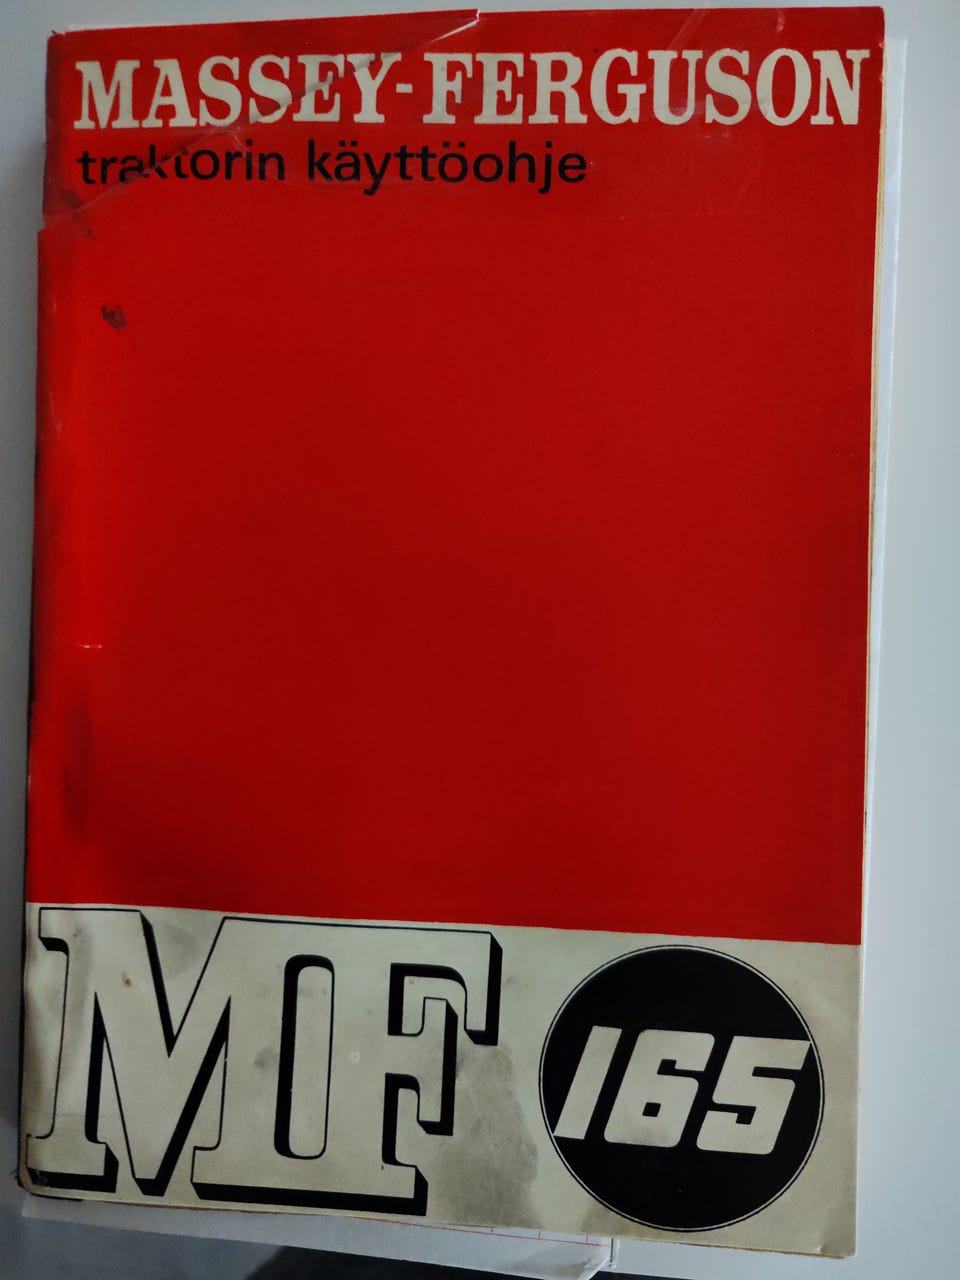 MASSEY-FERGUSON
traktorin käyttöohje
MF
165